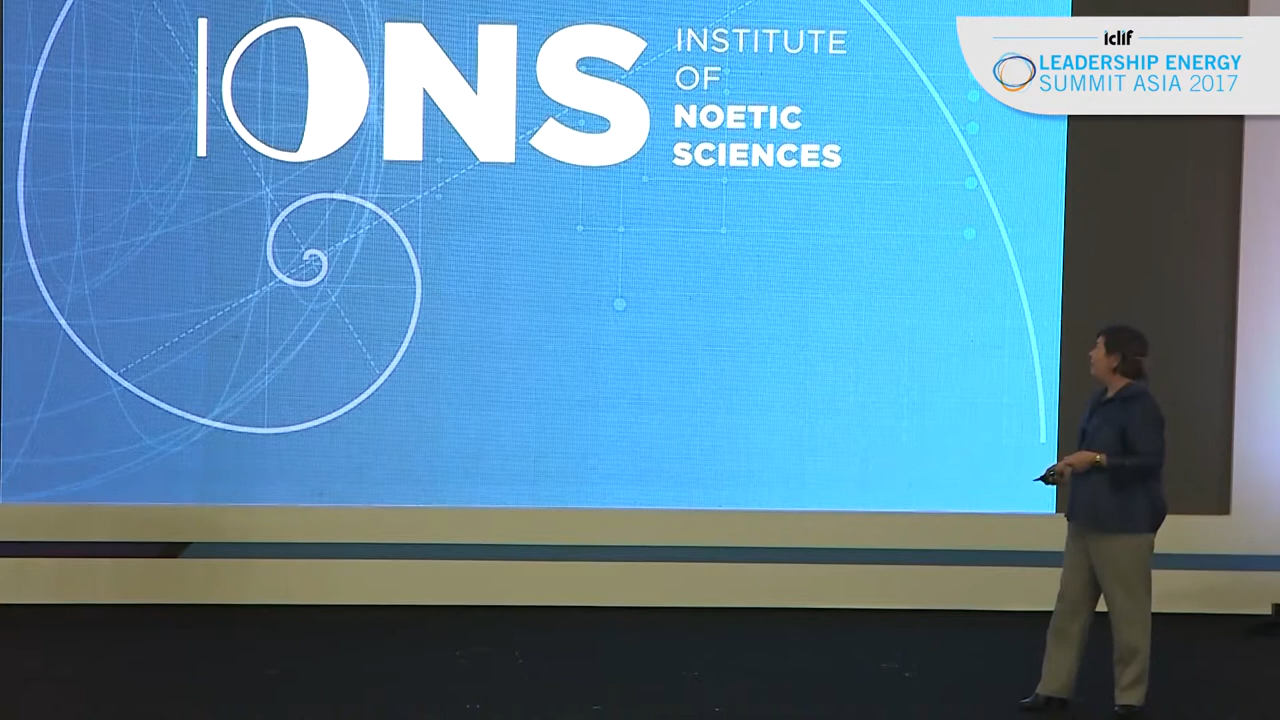 IONS
INSTITUTE
OF
NOETIC
SCIENCES
iclif
LEADERSHIP ENERGY
SUMMIT ASIA 2017